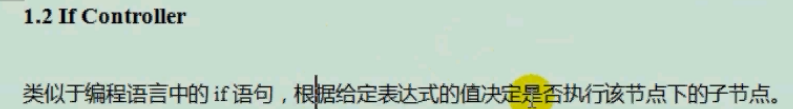 1.2 If Controller
类似于编程语言中的 if 语句，根据给定表达式的值决定是否执行该节点下的子节点。